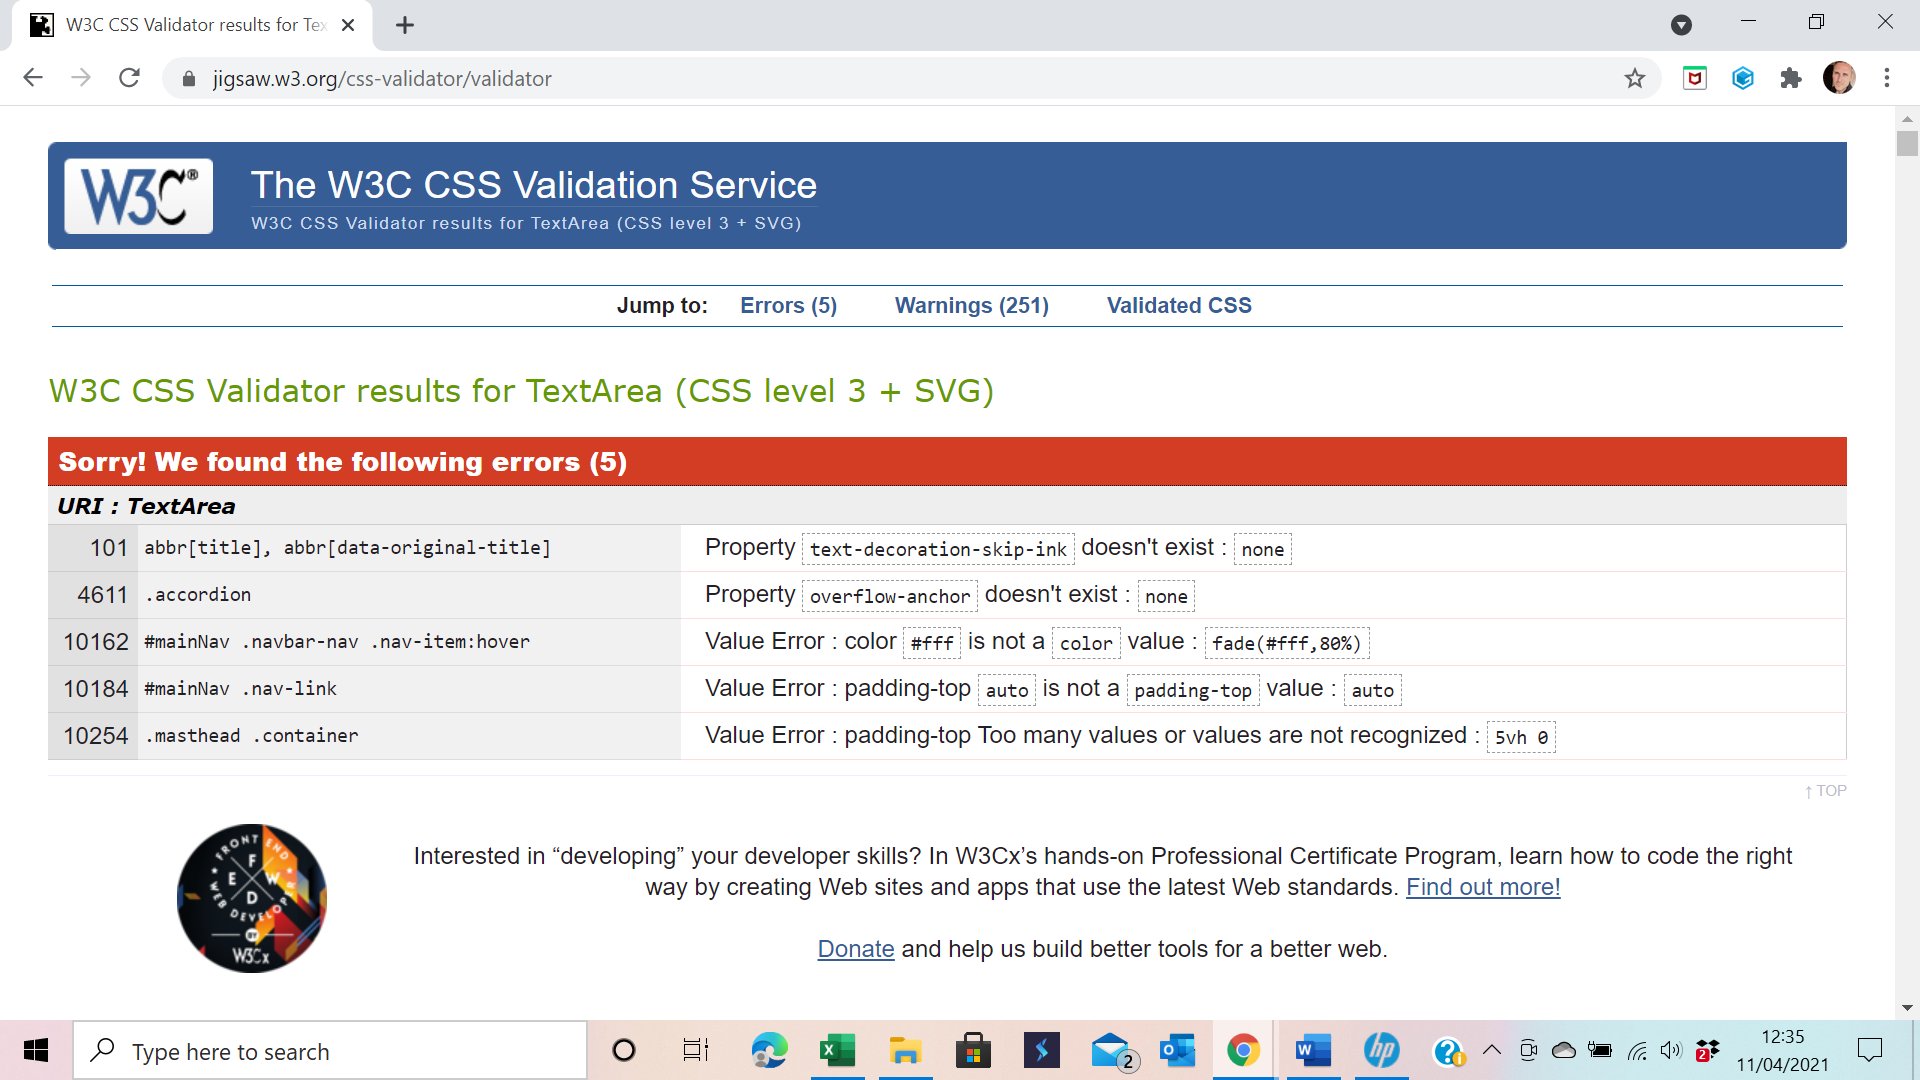 W3C CSS Validator results for Tex
jigsaw.w3.org/css-validator/validator
W3C®
The W3C CSS Validation Service
W3C CSS Validator results for TextArea (CSS level 3 + SVG)
Jump to: Errors (5) Warnings (251) Validated CSS
W3C CSS Validator results for TextArea (CSS level 3 + SVG)
Sorry! We found the following errors (5)
URI : TextArea
101 abbr[title], abbr[data-original-title] Property text-decoration-skip-ink doesn't exist : none
4611 .accordion Property overflow-anchor doesn't exist : none
10162 #mainNav .navbar-nav .nav-item:hover Value Error : color #fff is not a color value : fade(#fff,80%)
10184 #mainNav .nav-link Value Error : padding-top auto is not a padding-top value : auto
10254 .masthead .container Value Error : padding-top Too many values or values are not recognized : 5vh 0
↑ TOP
FRONT END
F
E W
D
WEB DEVELOPER
BY
W3Cx
Interested in “developing” your developer skills? In W3Cx’s hands-on Professional Certificate Program, learn how to code the right
way by creating Web sites and apps that use the latest Web standards. Find out more!
Donate and help us build better tools for a better web.
Type here to search
2
hp
2
12:35
11/04/2021